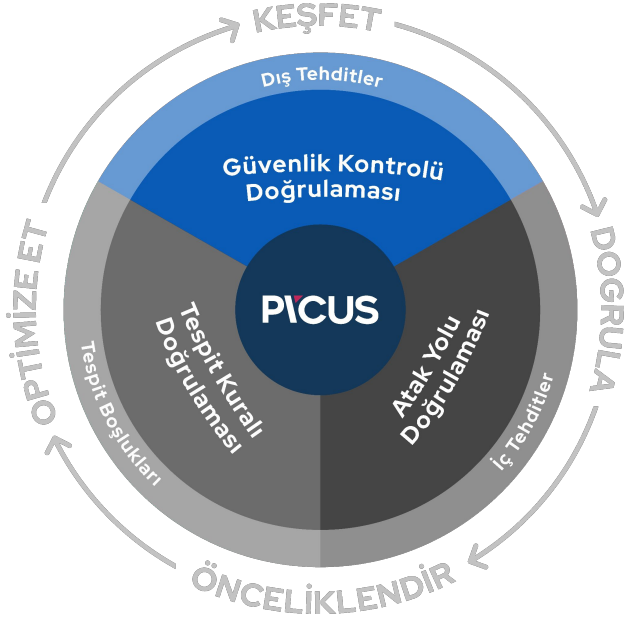 KEŞFET
Dış Tehditler
Güvenlik Kontrolü
Doğrulaması
DOĞRULA
OPTİMİZE ET
PICUS
Tespit Kuralı
Doğrulaması
Atak Yolu
Doğrulaması
Tespit Boşlukları
İç Tehditler
ÖNCELİKLENDİR